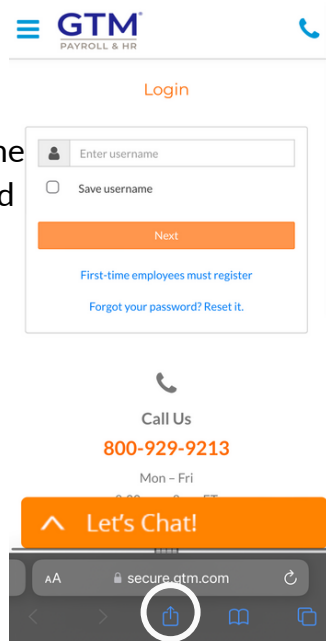 GTM
PAYROLL & HR
Login
ne
Enter username
d
Save username
Next
First-time employees must register
Forgot your password? Reset it.
Call Us
800-929-9213
Mon – Fri
Let's Chat!
AA
secure.gtm.com